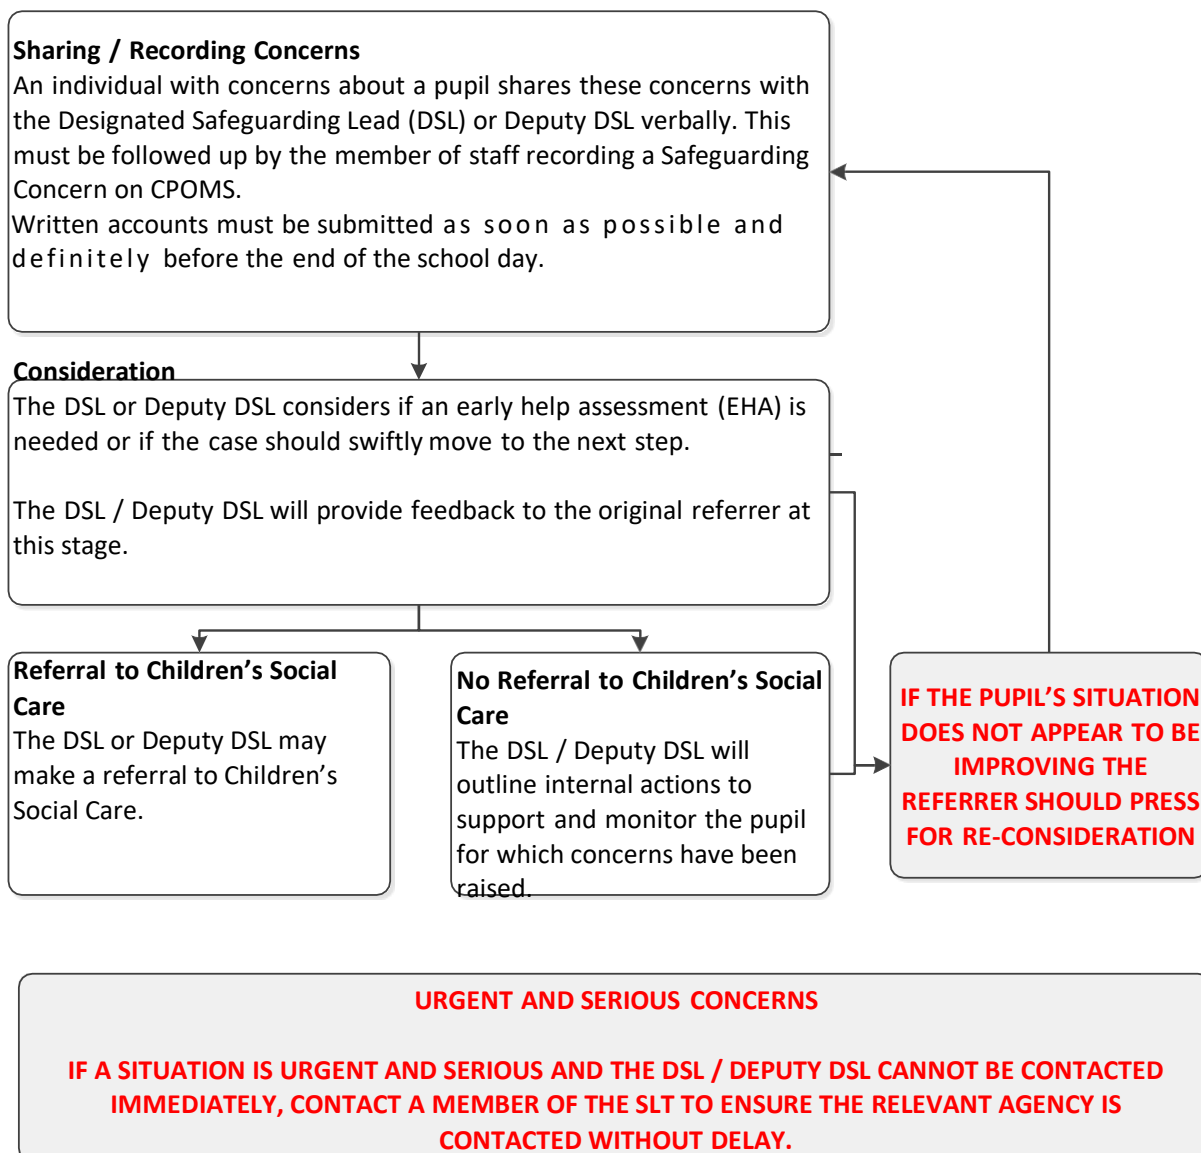 Sharing / Recording Concerns
An individual with concerns about a pupil shares these concerns with
the Designated Safeguarding Lead (DSL) or Deputy DSL verbally. This
must be followed up by the member of staff recording a Safeguarding
Concern on CPOMS.
Written accounts must be submitted as soon as possible and
definitely before the end of the school day.
Consideration
The DSL or Deputy DSL considers if an early help assessment (EHA) is
needed or if the case should swiftly move to the next step.
The DSL / Deputy DSL will provide feedback to the original referrer at
this stage.
Referral to Children’s Social
Care
The DSL or Deputy DSL may
make a referral to Children’s
Social Care.
No Referral to Children’s Social
Care
The DSL / Deputy DSL will
outline internal actions to
support and monitor the pupil
for which concerns have been
raised.
IF THE PUPIL’S SITUATION
DOES NOT APPEAR TO BE
IMPROVING THE
REFERRER SHOULD PRESS
FOR RE-CONSIDERATION
URGENT AND SERIOUS CONCERNS
IF A SITUATION IS URGENT AND SERIOUS AND THE DSL / DEPUTY DSL CANNOT BE CONTACTED
IMMEDIATELY, CONTACT A MEMBER OF THE SLT TO ENSURE THE RELEVANT AGENCY IS
CONTACTED WITHOUT DELAY.